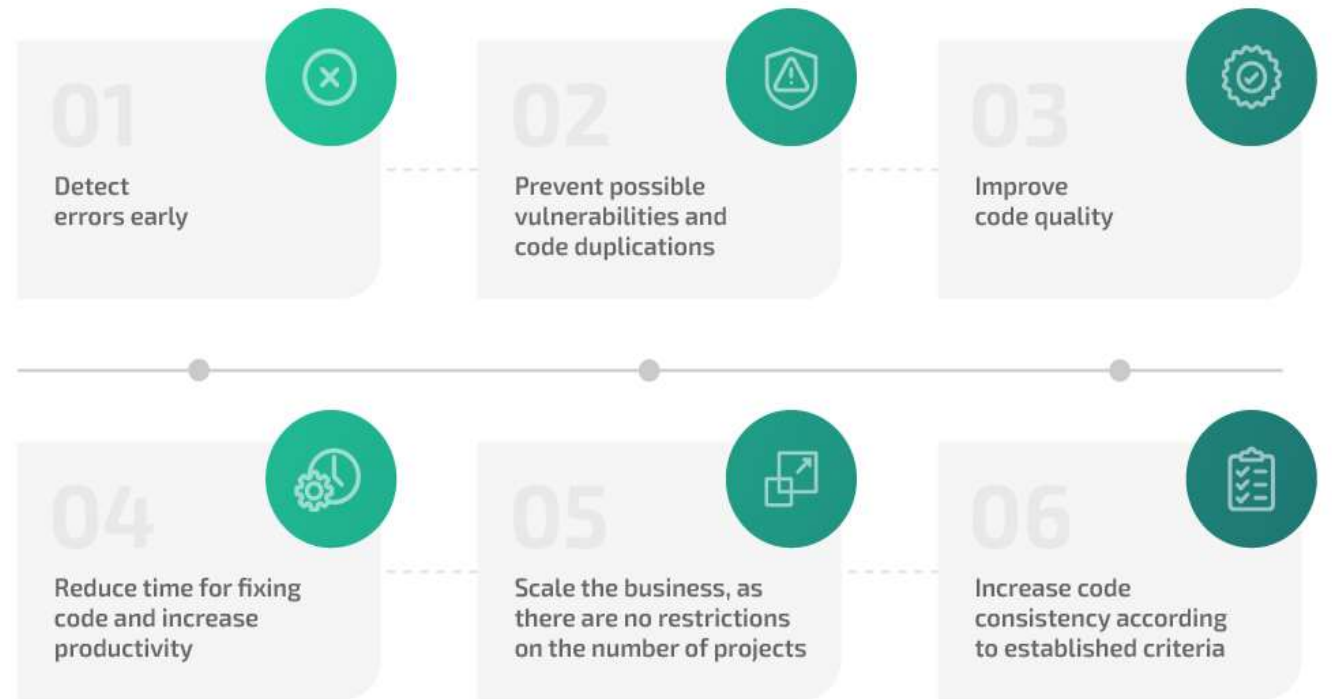 01
Detect
errors early
02
Prevent possible
vulnerabilities and
code duplications
03
Improve
code quality
04
Reduce time for fixing
code and increase
productivity
05
Scale the business, as
there are no restrictions
on the number of projects
06
Increase code
consistency according
to established criteria